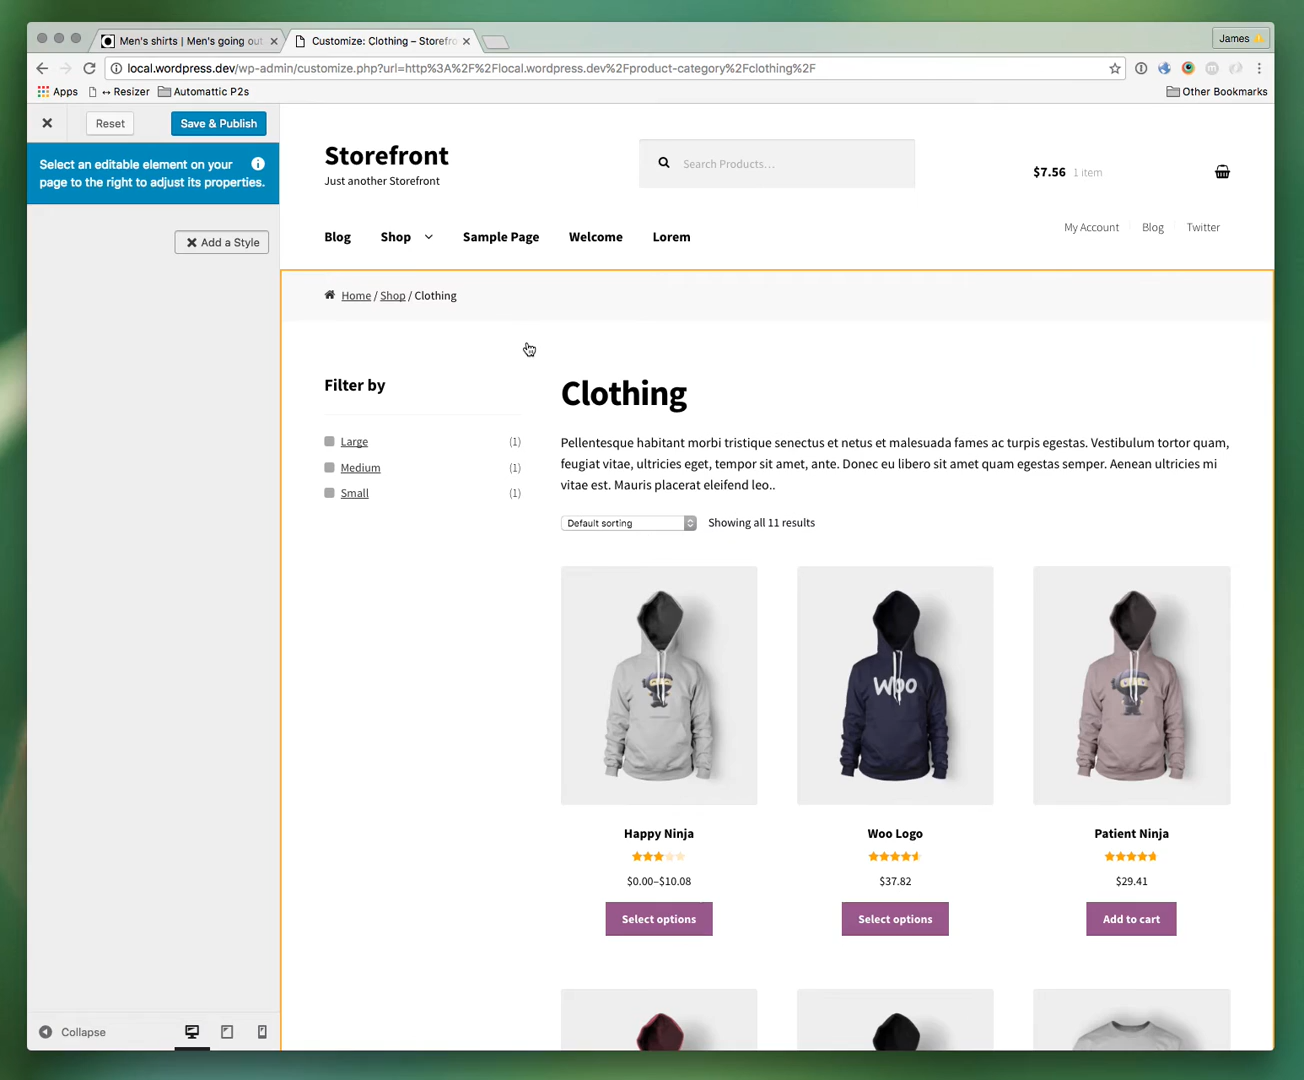 Men's shirts | Men's going out
Customize: Clothing – Storefro
James
local.wordpress.dev/wp-admin/customize.php?url=http%3A%2F%2Flocal.wordpress.dev%2Fproduct-category%2Fclothing%2F
Apps
↔ Resizer
Automattic P2s
Other Bookmarks
Reset
Save & Publish
Select an editable element on your
page to the right to adjust its properties.
Add a Style
Collapse
Storefront
Just another Storefront
Search Products…
$7.56 1 item
Blog Shop Sample Page Welcome Lorem
My Account Blog Twitter
Home / Shop / Clothing
Filter by
Large (1)
Medium (1)
Small (1)
Clothing
Pellentesque habitant morbi tristique senectus et netus et malesuada fames ac turpis egestas. Vestibulum tortor quam,
feugiat vitae, ultricies eget, tempor sit amet, ante. Donec eu libero sit amet quam egestas semper. Aenean ultricies mi
vitae est. Mauris placerat eleifend leo..
Default sorting
Showing all 11 results
Woo
Happy Ninja
$0.00–$10.08
Select options
Woo Logo
$37.82
Select options
Patient Ninja
$29.41
Add to cart